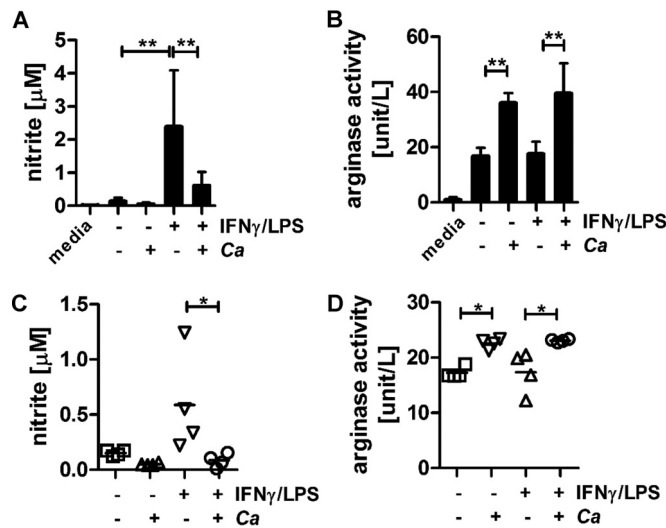 A
nitrite [µM]
5
4
3
2
1
0
** **
media - - + + IFNγ/LPS
- + - + Ca
B
arginase activity
[unit/L]
60
40
20
0
** **
media - - + + IFNγ/LPS
- + - + Ca
C
nitrite [µM]
1.5
1.0
0.5
0.0
*
- - + + IFNγ/LPS
- + - + Ca
D
arginase activity
[unit/L]
30
20
10
0
* *
- - + + IFNγ/LPS
- + - + Ca